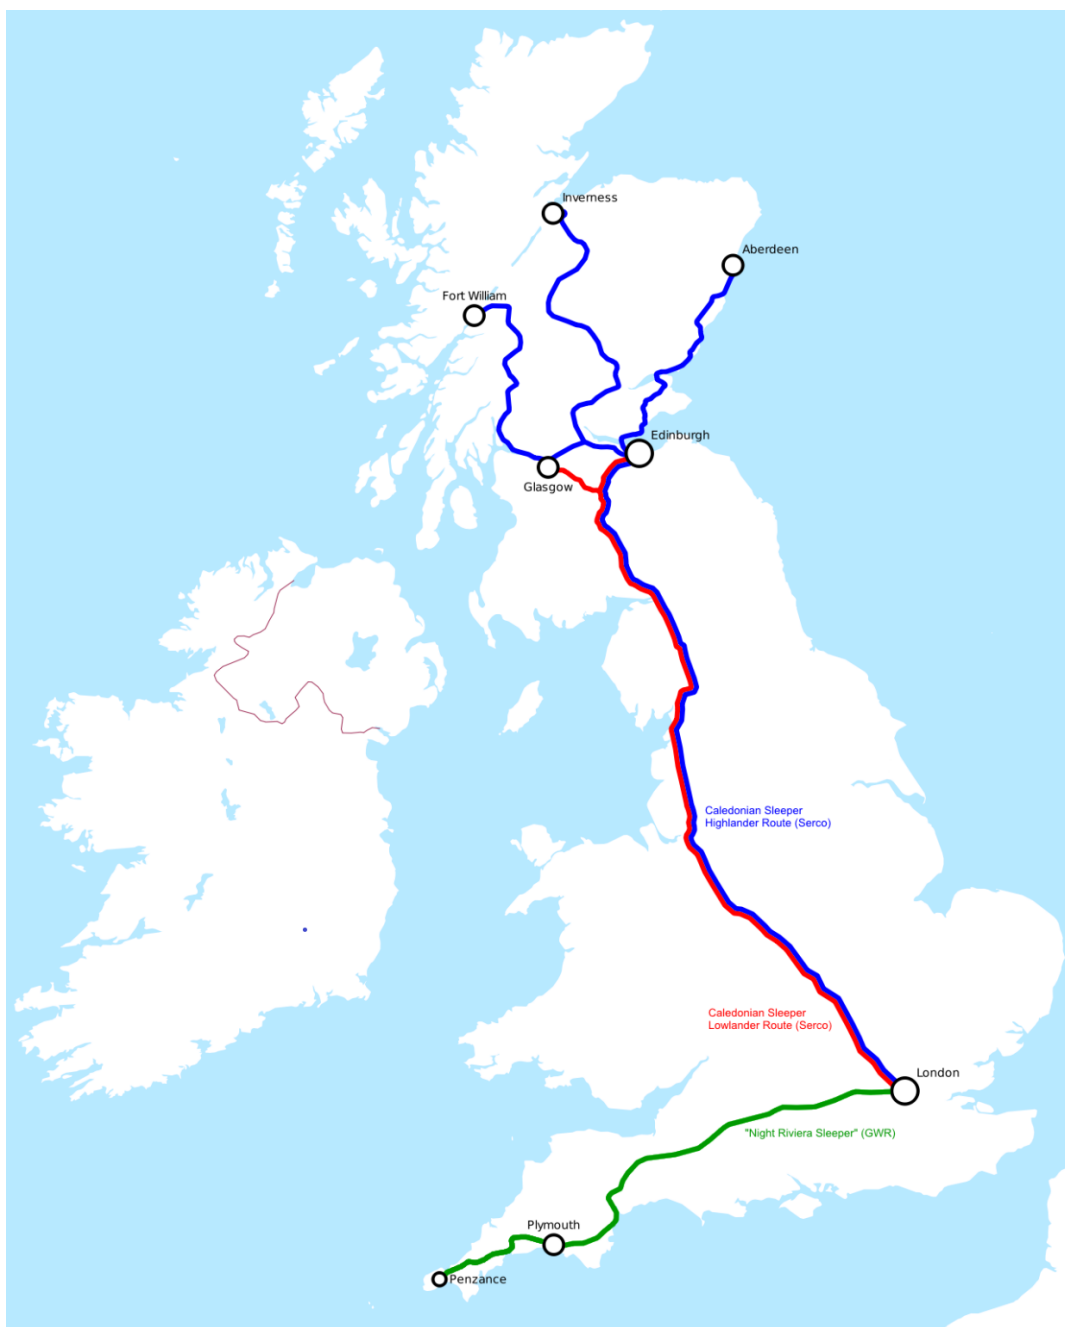 Inverness
Aberdeen
Fort William
Edinburgh
Glasgow
Caledonian Sleeper
Highlander Route (Serco)
Caledonian Sleeper
Lowlander Route (Serco)
London
"Night Riviera Sleeper" (GWR)
Plymouth
Penzance